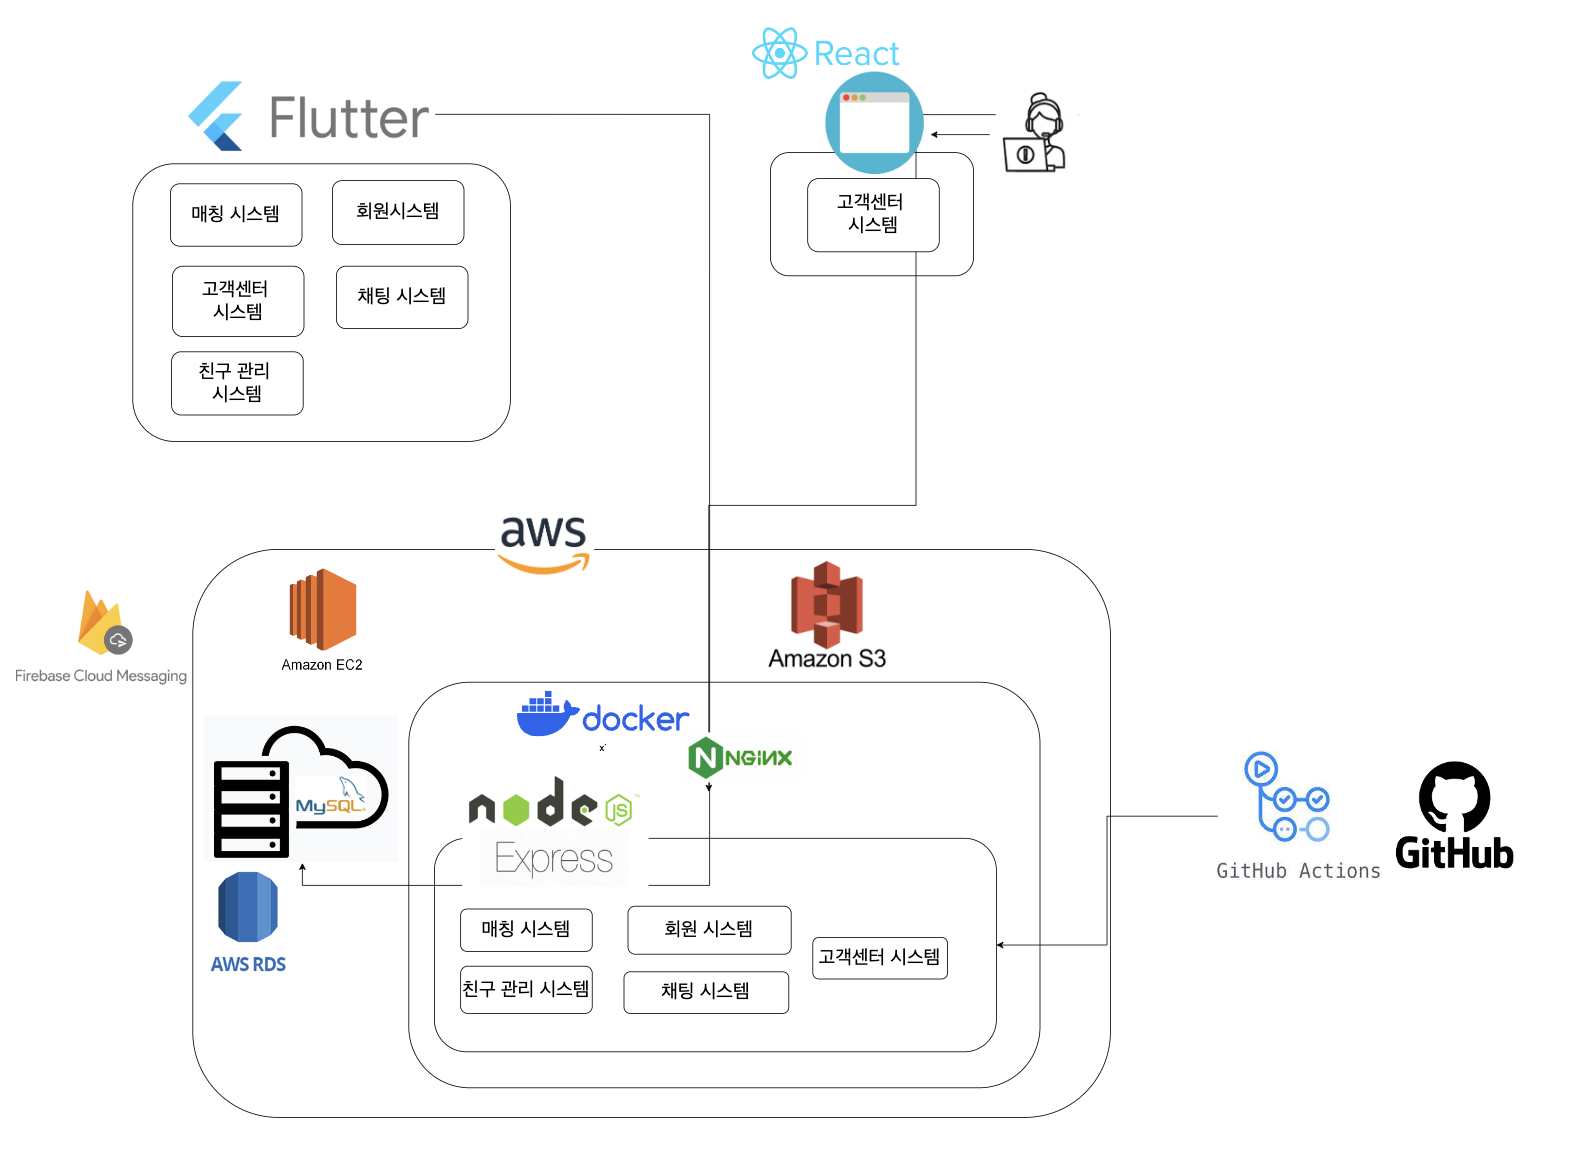 React
Flutter
매칭 시스템
회원시스템
고객센터
시스템
채팅 시스템
친구 관리
시스템
고객센터
시스템
aws
Amazon EC2
Amazon S3
Firebase Cloud Messaging
docker
x`
NGINX
MySQL
node
JS
Express
AWS RDS
매칭 시스템
회원 시스템
고객센터 시스템
친구 관리 시스템
채팅 시스템
GitHub Actions
GitHub